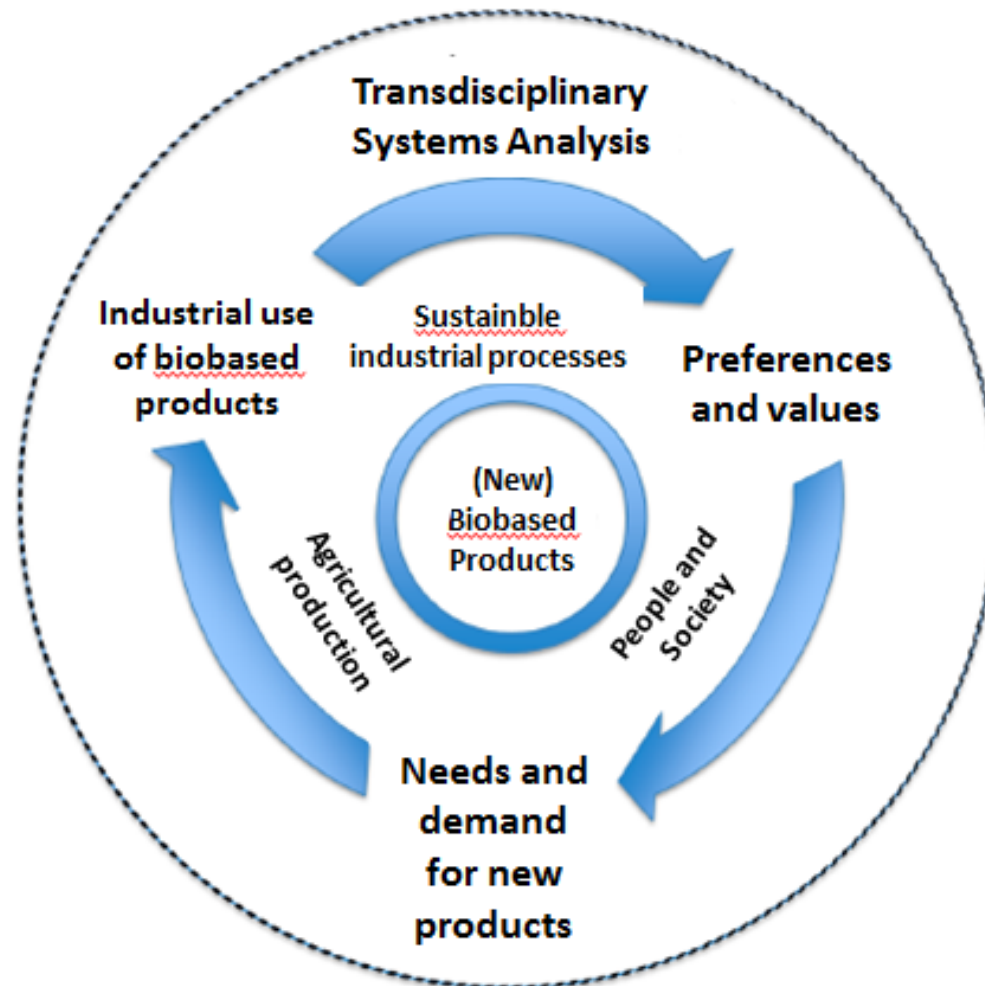 Transdisciplinary
Systems Analysis
Industrial use
of biobased
products
Sustainble
industrial processes
Preferences
and values
(New)
Biobased
Products
Agricultural
production
People and
Society
Needs and
demand
for new
products